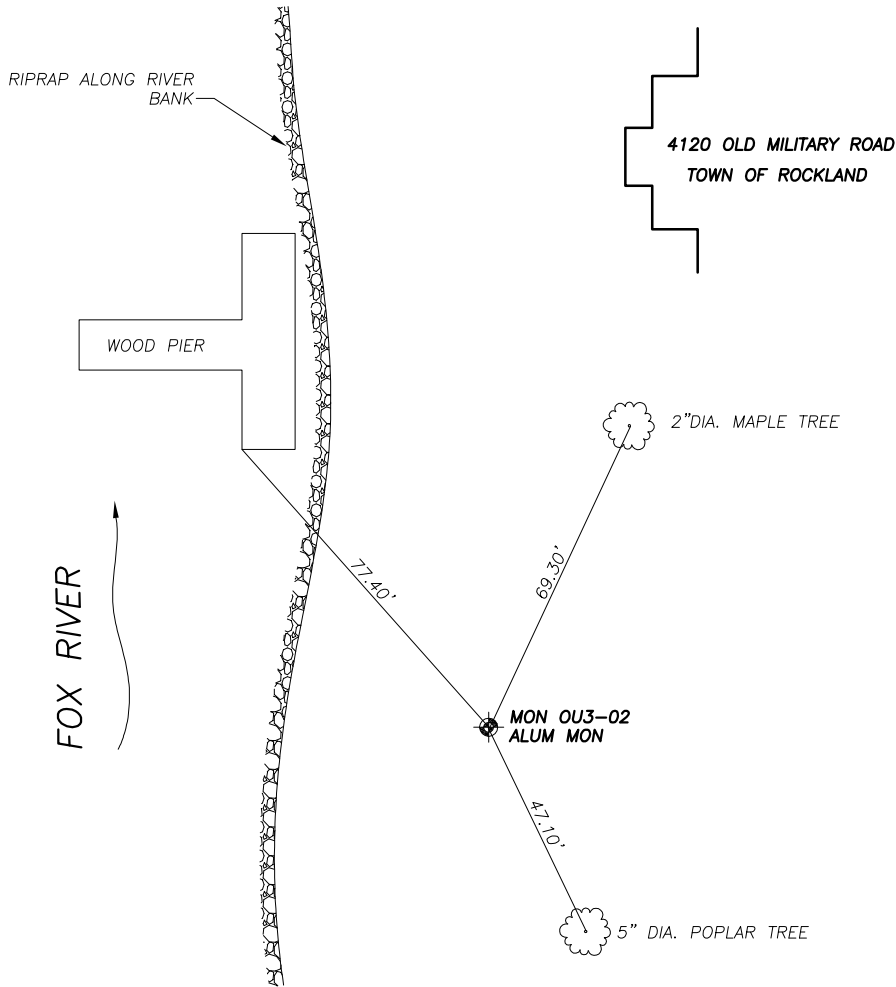 RIPRAP ALONG RIVER
BANK
4120 OLD MILITARY ROAD
TOWN OF ROCKLAND
WOOD PIER
2"DIA. MAPLE TREE
77.40'
69.30'
FOX RIVER
MON OU3-02
ALUM MON
47.10'
5" DIA. POPLAR TREE